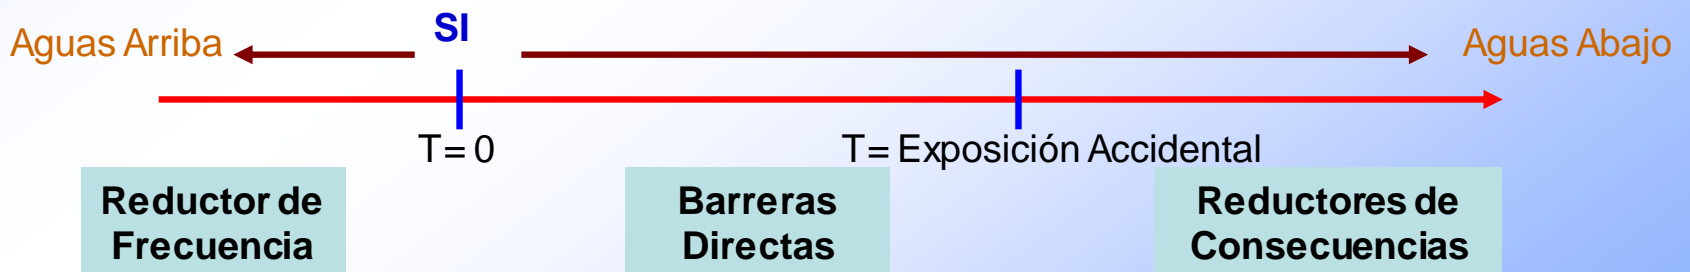 Aguas Arriba
SI
Aguas Abajo
T= 0
T= Exposición Accidental
Reductor de
Frecuencia
Barreras
Directas
Reductores de
Consecuencias